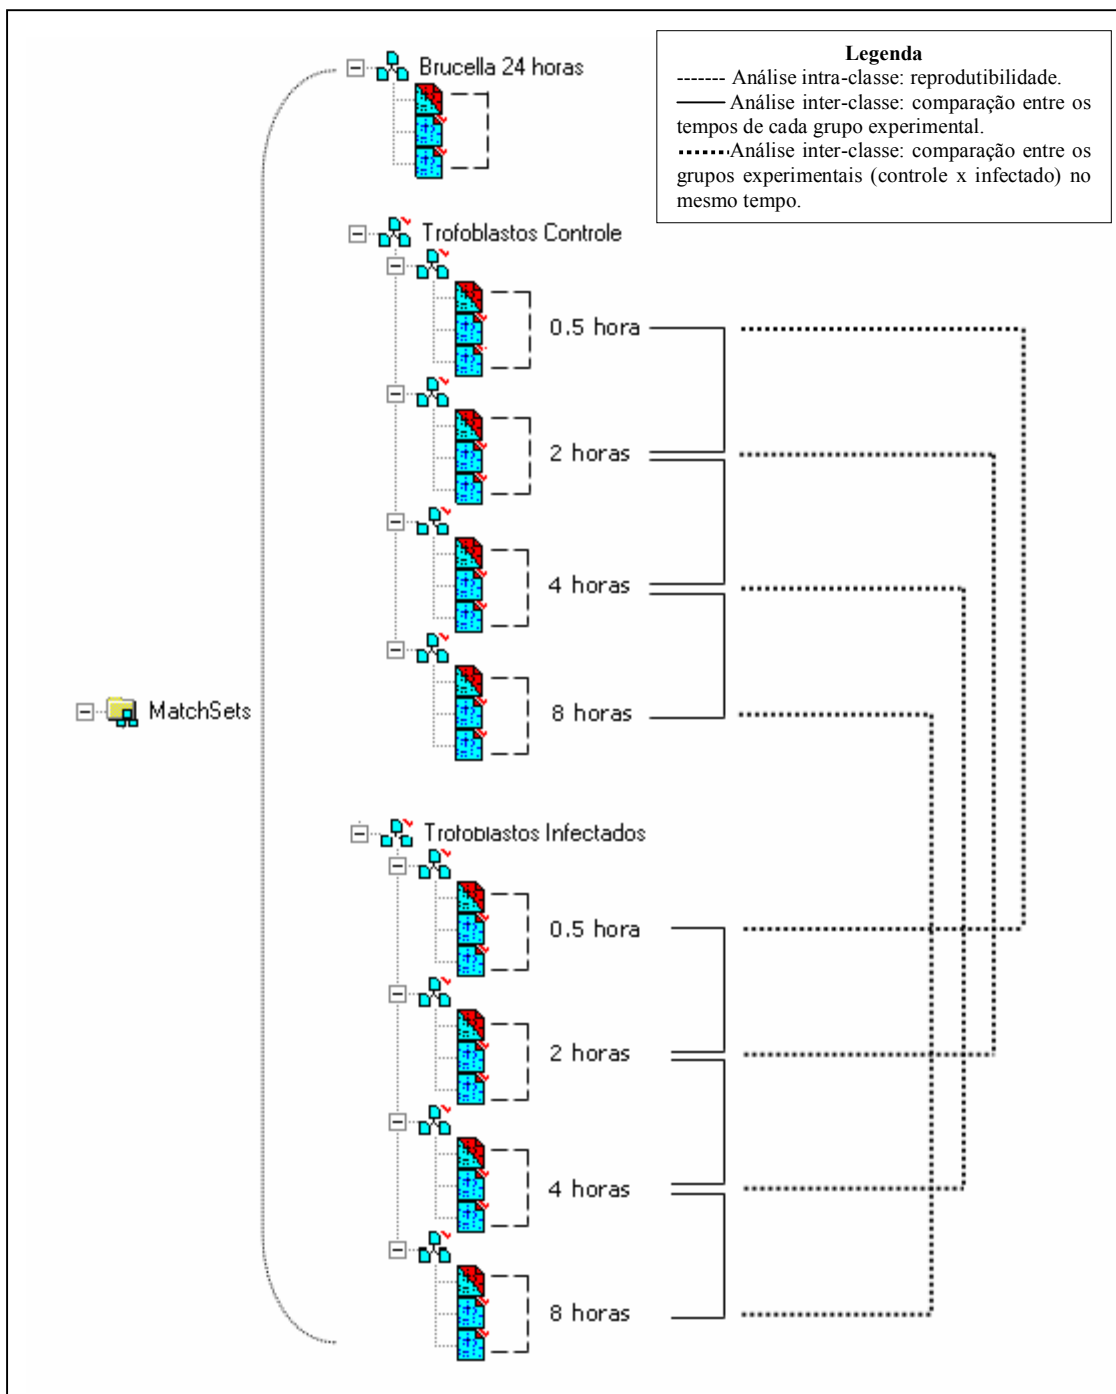 Legenda
------- Análise intra-classe: reprodutibilidade.
Análise inter-classe: comparação entre os
tempos de cada grupo experimental.
Análise inter-classe: comparação entre os
grupos experimentais (controle x infectado) no
mesmo tempo.
Brucella 24 horas
Trofoblastos Controle
0.5 hora
2 horas
4 horas
8 horas
MatchSets
Trofoblastos Infectados
0.5 hora
2 horas
4 horas
8 horas